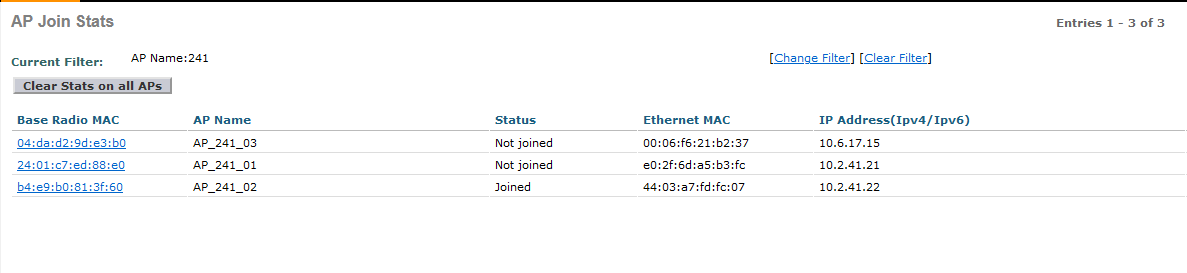 AP Join Stats
Entries 1 - 3 of 3
Current Filter: AP Name:241 [Change Filter] [Clear Filter]
Clear Stats on all APs
Base Radio MAC AP Name Status Ethernet MAC IP Address(Ipv4/Ipv6)
04:da:d2:9d:e3:b0 AP_241_03 Not joined 00:06:f6:21:b2:37 10.6.17.15
24:01:c7:ed:88:e0 AP_241_01 Not joined e0:2f:6d:a5:b3:fc 10.2.41.21
b4:e9:b0:81:3f:60 AP_241_02 Joined 44:03:a7:fd:fc:07 10.2.41.22